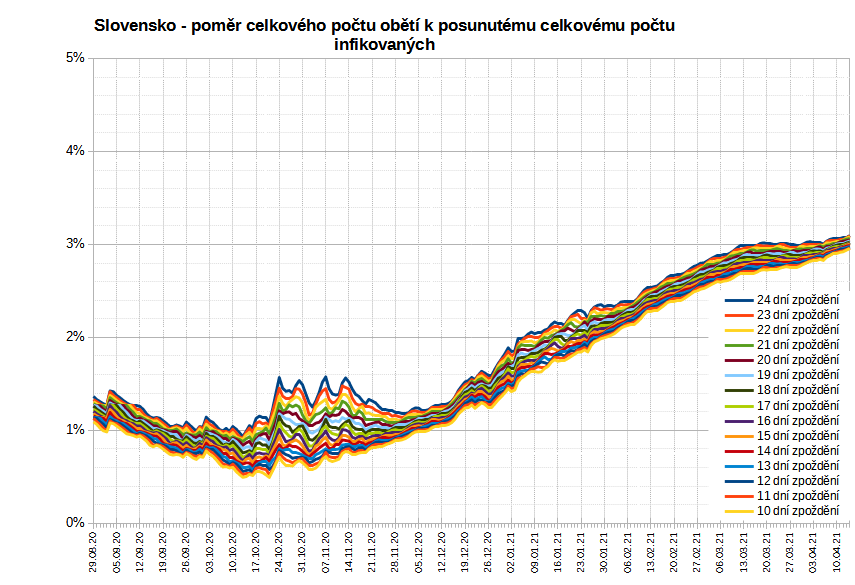 Slovensko - poměr celkového počtu obětí k posunutému celkovému počtu
infikovaných
5%
4%
3%
2%
1%
0%
24 dní zpoždění
23 dní zpoždění
22 dní zpoždění
21 dní zpoždění
20 dní zpoždění
19 dní zpoždění
18 dní zpoždění
17 dní zpoždění
16 dní zpoždění
15 dní zpoždění
14 dní zpoždění
13 dní zpoždění
12 dní zpoždění
11 dní zpoždění
10 dní zpoždění
29.08.20
05.09.20
12.09.20
19.09.20
26.09.20
03.10.20
10.10.20
17.10.20
24.10.20
31.10.20
07.11.20
14.11.20
21.11.20
28.11.20
05.12.20
12.12.20
19.12.20
26.12.20
02.01.21
09.01.21
16.01.21
23.01.21
30.01.21
06.02.21
13.02.21
20.02.21
27.02.21
06.03.21
13.03.21
20.03.21
27.03.21
03.04.21
10.04.21